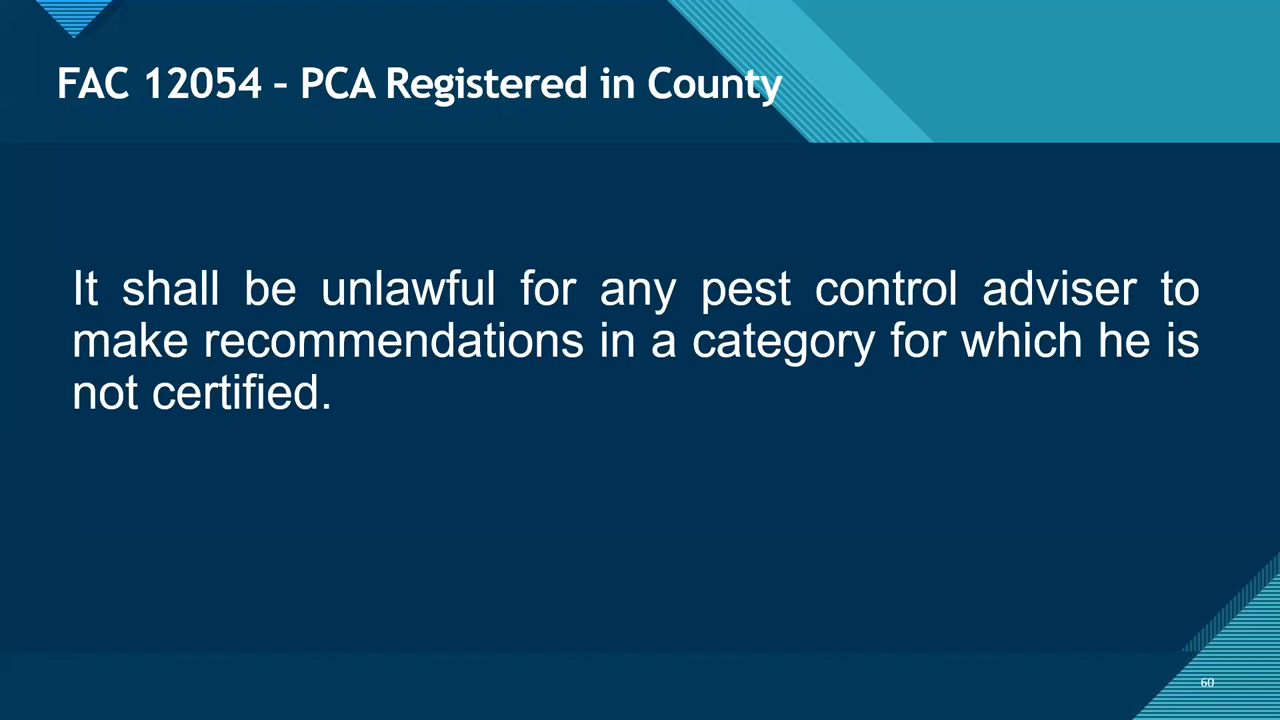 FAC 12054 – PCA Registered in County
It shall be unlawful for any pest control adviser to
make recommendations in a category for which he is
not certified.
60